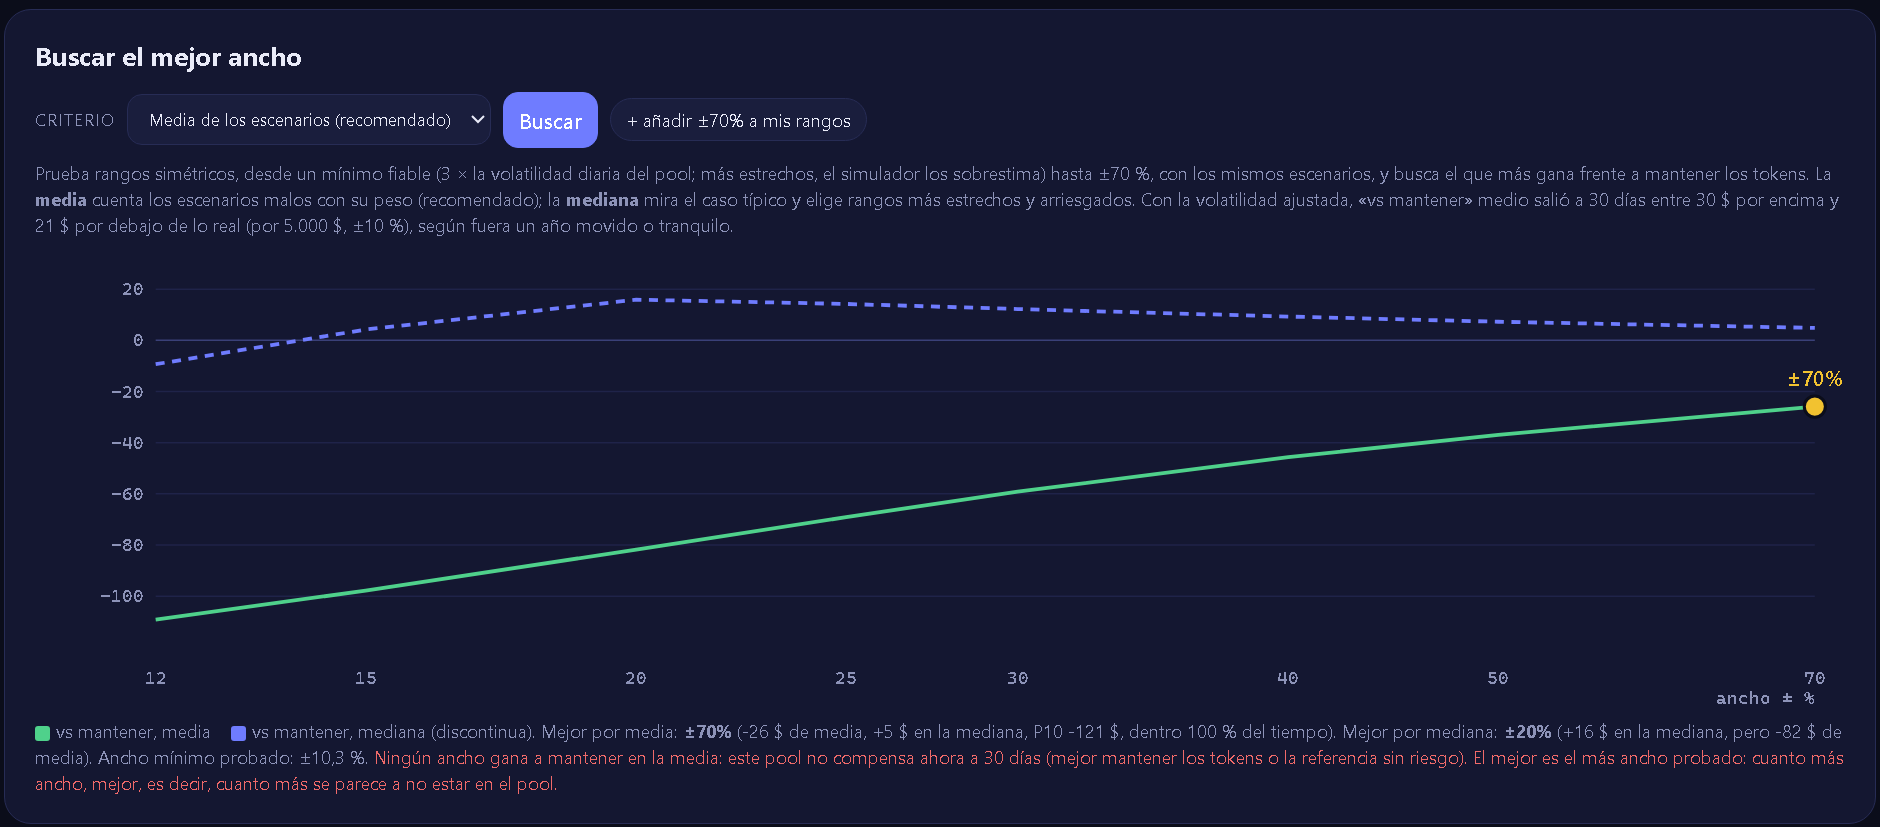 Buscar el mejor ancho
CRITERIO Media de los escenarios (recomendado) Buscar + añadir ±70% a mis rangos
Prueba rangos simétricos, desde un mínimo fiable (3 × la volatilidad diaria del pool; más estrechos, el simulador los sobrestima) hasta ±70 %, con los mismos escenarios, y busca el que más gana frente a mantener los tokens. La
media cuenta los escenarios malos con su peso (recomendado); la mediana mira el caso típico y elige rangos más estrechos y arriesgados. Con la volatilidad ajustada, «vs mantener» medio salió a 30 días entre 30 $ por encima y
21 $ por debajo de lo real (por 5.000 $, ±10 %), según fuera un año movido o tranquilo.
20
0
−20
±70%
−40
−60
−80
−100
12 15 20 25 30 40 50 70
ancho ± %
vs mantener, media vs mantener, mediana (discontinua). Mejor por media: ±70% (-26 $ de media, +5 $ en la mediana, P10 -121 $, dentro 100 % del tiempo). Mejor por mediana: ±20% (+16 $ en la mediana, pero -82 $ de
media). Ancho mínimo probado: ±10,3 %. Ningún ancho gana a mantener en la media: este pool no compensa ahora a 30 días (mejor mantener los tokens o la referencia sin riesgo). El mejor es el más ancho probado: cuanto más
ancho, mejor, es decir, cuanto más se parece a no estar en el pool.